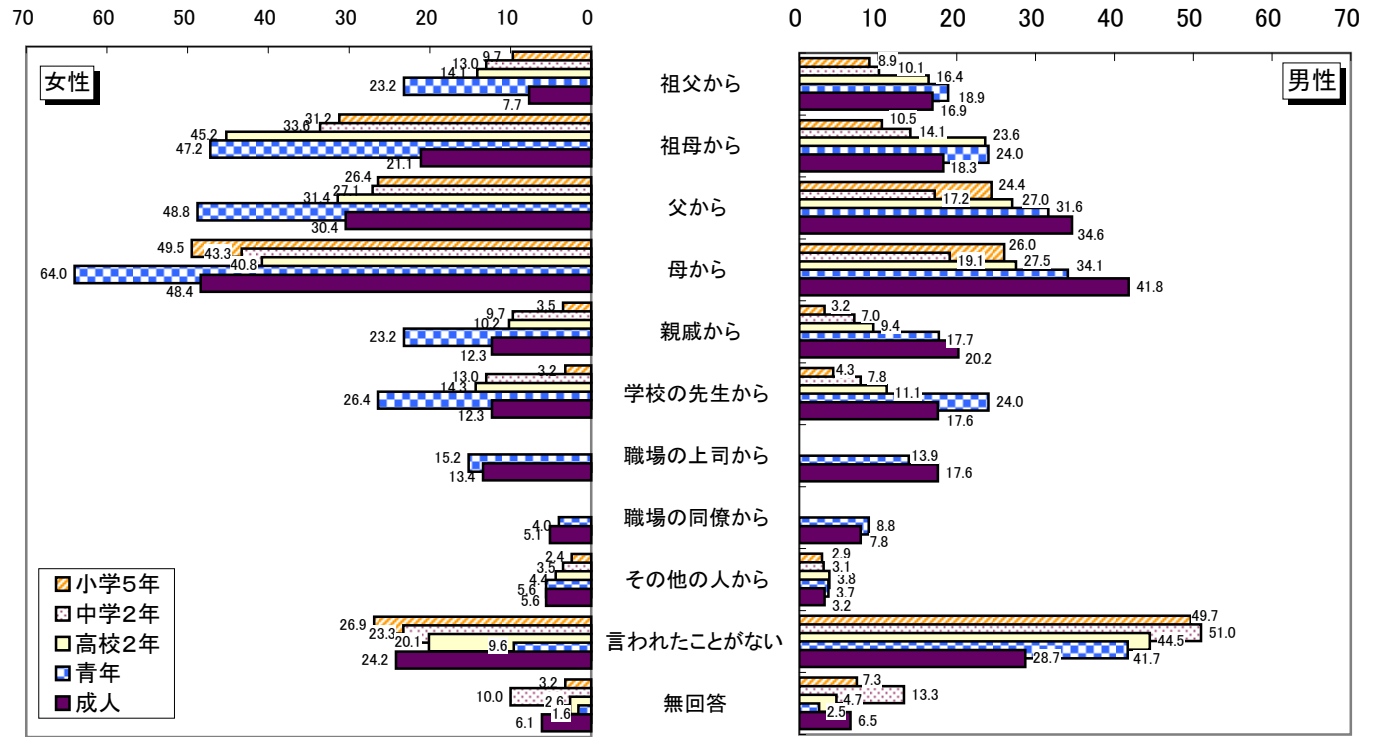 70 60 50 40 30 20 10 0 0 10 20 30 40 50 60 70
女性 男性
9.7 13.0 14.1 23.2 7.7 祖父から 8.9 10.1 16.4 18.9 16.9
31.2 33.6 45.2 47.2 21.1 祖母から 10.5 14.1 23.6 24.0 18.3
26.4 27.1 31.4 48.8 30.4 父から 24.4 17.2 27.0 31.6 34.6
49.5 43.3 40.8 64.0 48.4 母から 26.0 19.1 27.5 34.1 41.8
3.5 9.7 10.2 23.2 12.3 親戚から 3.2 7.0 9.4 17.7 20.2
3.2 13.0 14.3 26.4 12.3 学校の先生から 4.3 7.8 11.1 24.0 17.6
15.2 13.4 職場の上司から 13.9 17.6
4.0 5.1 職場の同僚から 8.8 7.8
2.4 3.5 4.4 5.6 5.6 その他の人から 2.9 3.1 3.8 3.7 3.2
26.9 23.3 20.1 9.6 24.2 言われたことがない 49.7 51.0 44.5 41.7 28.7
3.2 10.0 2.6 1.6 6.1 無回答 7.3 13.3 4.7 2.5 6.5
小学5年
中学2年
高校2年
青年
成人